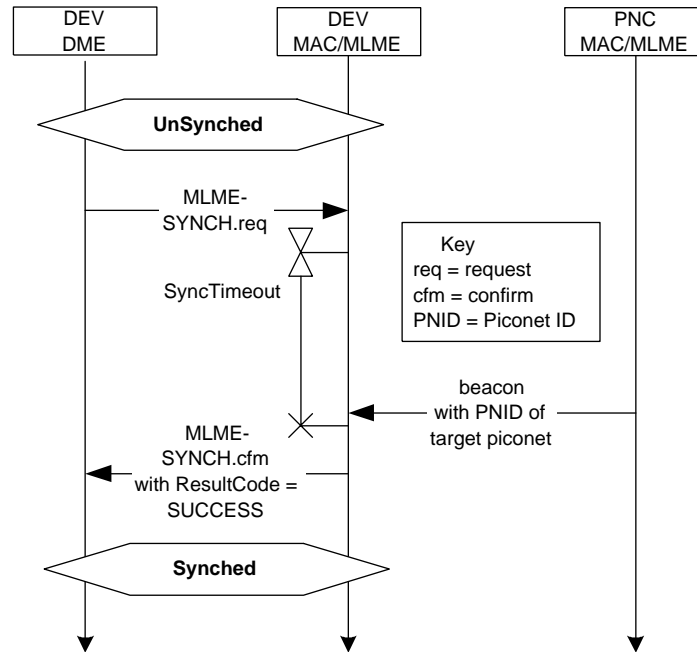 DEV
DME
DEV
MAC/MLME
PNC
MAC/MLME
UnSynched
MLME-
SYNCH.req
Key
req = request
cfm = confirm
PNID = Piconet ID
SyncTimeout
beacon
with PNID of
target piconet
MLME-
SYNCH.cfm
with ResultCode =
SUCCESS
Synched